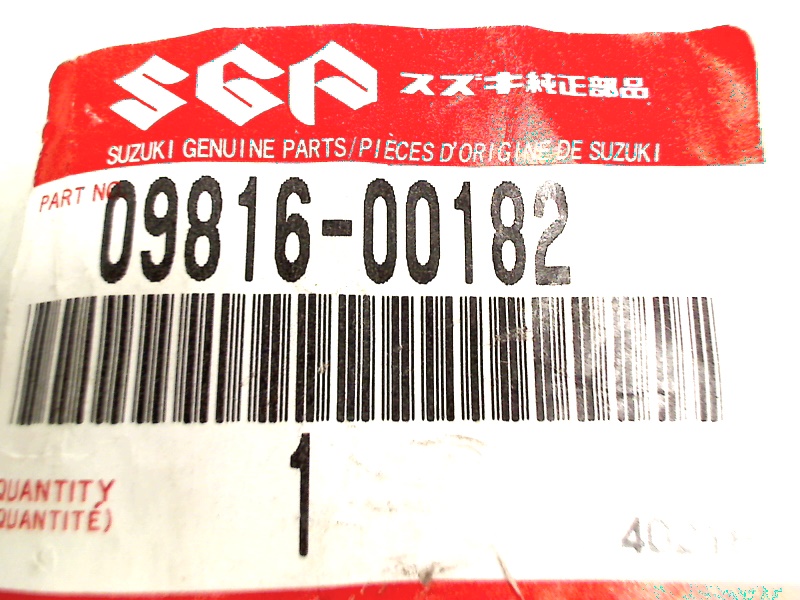 SGP スズキ純正部品
SUZUKI GENUINE PARTS/PIÈCES D'ORIGINE DE SUZUKI
PART NO. 09816-00182
QUANTITY 1
QUANTITÉ)